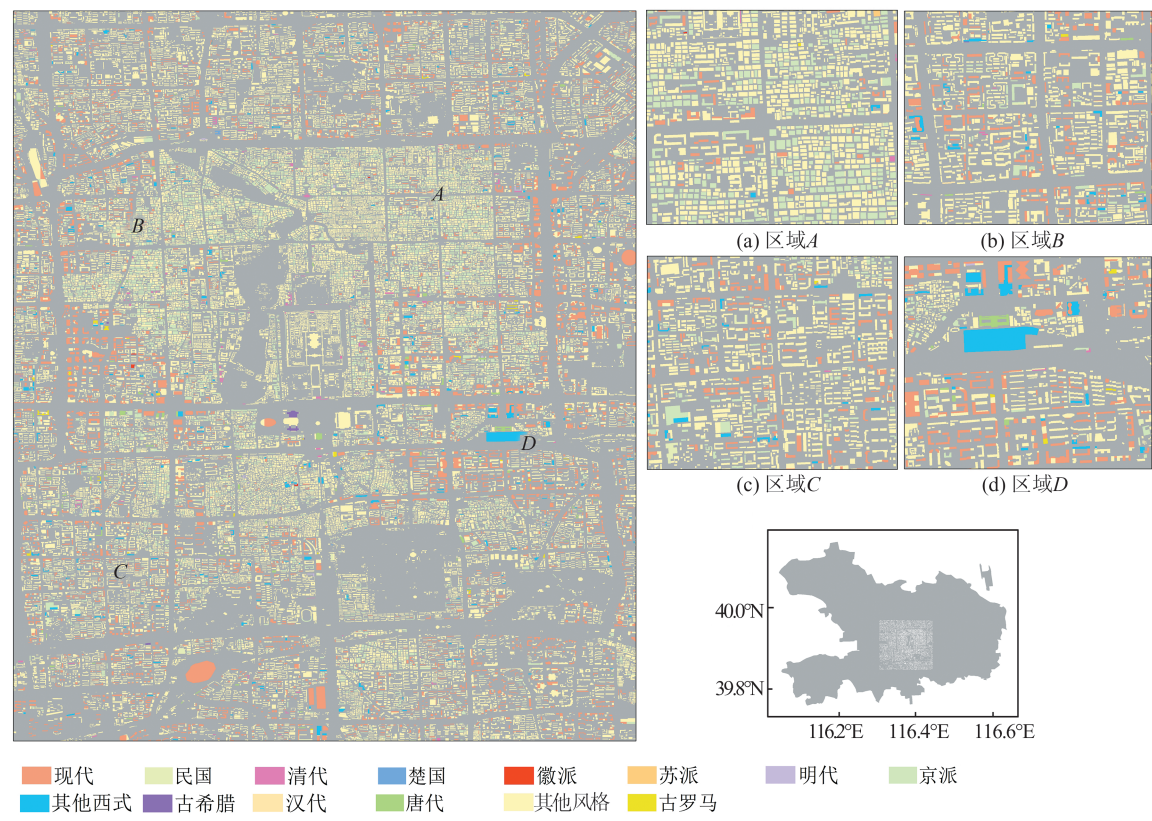 A
B
D
C
(a) 区域A
(b) 区域B
(c) 区域C
(d) 区域D
40.0°N
39.8°N
116.2°E 116.4°E 116.6°E
现代 民国 清代 楚国 徽派 苏派 明代 京派
其他西式 古希腊 汉代 唐代 其他风格 古罗马